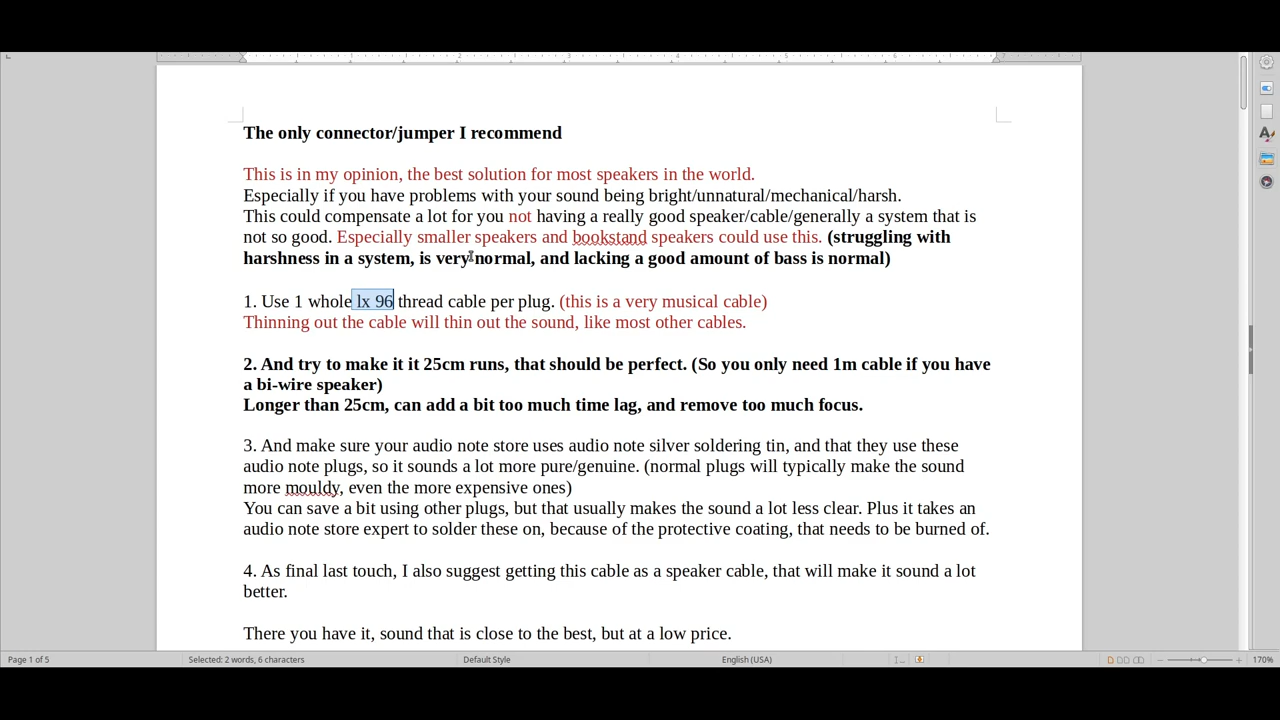 The only connector/jumper I recommend
This is in my opinion, the best solution for most speakers in the world.
Especially if you have problems with your sound being bright/unnatural/mechanical/harsh.
This could compensate a lot for you not having a really good speaker/cable/generally a system that is
not so good. Especially smaller speakers and bookstand speakers could use this. (struggling with
harshness in a system, is very normal, and lacking a good amount of bass is normal)
1. Use 1 whole lx 96 thread cable per plug. (this is a very musical cable)
Thinning out the cable will thin out the sound, like most other cables.
2. And try to make it it 25cm runs, that should be perfect. (So you only need 1m cable if you have
a bi-wire speaker)
Longer than 25cm, can add a bit too much time lag, and remove too much focus.
3. And make sure your audio note store uses audio note silver soldering tin, and that they use these
audio note plugs, so it sounds a lot more pure/genuine. (normal plugs will typically make the sound
more mouldy, even the more expensive ones)
You can save a bit using other plugs, but that usually makes the sound a lot less clear. Plus it takes an
audio note store expert to solder these on, because of the protective coating, that needs to be burned of.
4. As final last touch, I also suggest getting this cable as a speaker cable, that will make it sound a lot
better.
There you have it, sound that is close to the best, but at a low price.
Page 1 of 5 Selected: 2 words, 6 characters Default Style English (USA) 170%